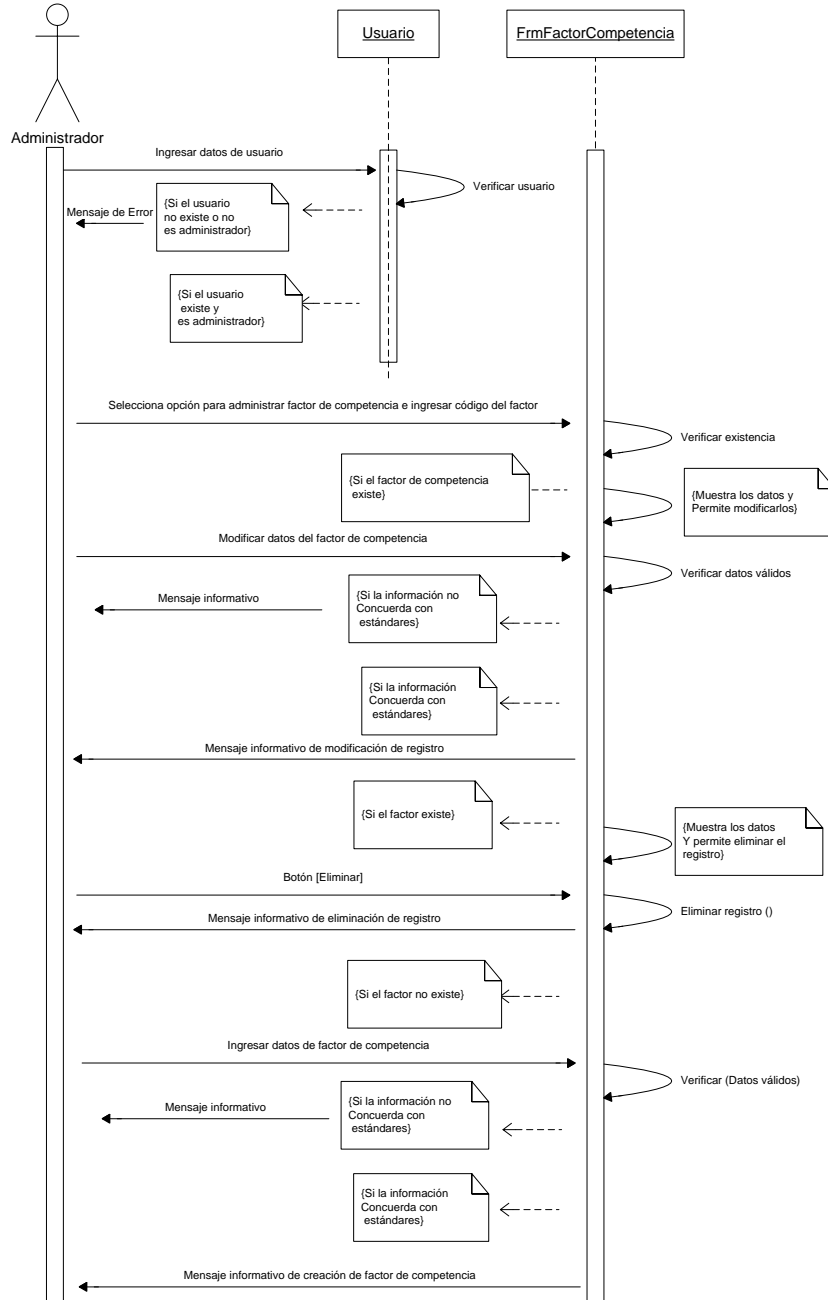 Usuario
FrmFactorCompetencia
Administrador
Ingresar datos de usuario
Verificar usuario
{Si el usuario
no existe o no
es administrador}
Mensaje de Error
{Si el usuario
existe y
es administrador}
Selecciona opción para administrar factor de competencia e ingresar código del factor
Verificar existencia
{Si el factor de competencia
existe}
{Muestra los datos y
Permite modificarlos}
Modificar datos del factor de competencia
Verificar datos válidos
Mensaje informativo
{Si la información no
Concuerda con
estándares}
{Si la información
Concuerda con
estándares}
Mensaje informativo de modificación de registro
{Si el factor existe}
{Muestra los datos
Y permite eliminar el
registro}
Botón [Eliminar]
Eliminar registro ()
Mensaje informativo de eliminación de registro
{Si el factor no existe}
Ingresar datos de factor de competencia
Verificar (Datos válidos)
Mensaje informativo
{Si la información no
Concuerda con
estándares}
{Si la información
Concuerda con
estándares}
Mensaje informativo de creación de factor de competencia